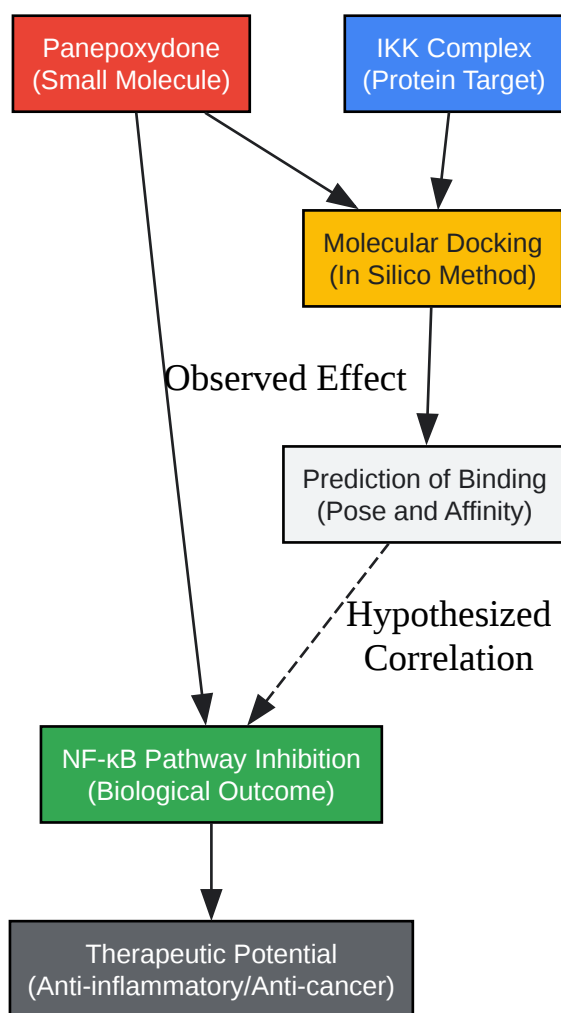 Panepoxydone
(Small Molecule)
IKK Complex
(Protein Target)
Molecular Docking
(In Silico Method)
Observed Effect
Prediction of Binding
(Pose and Affinity)
Hypothesized
Correlation
NF-κB Pathway Inhibition
(Biological Outcome)
Therapeutic Potential
(Anti-inflammatory/Anti-cancer)